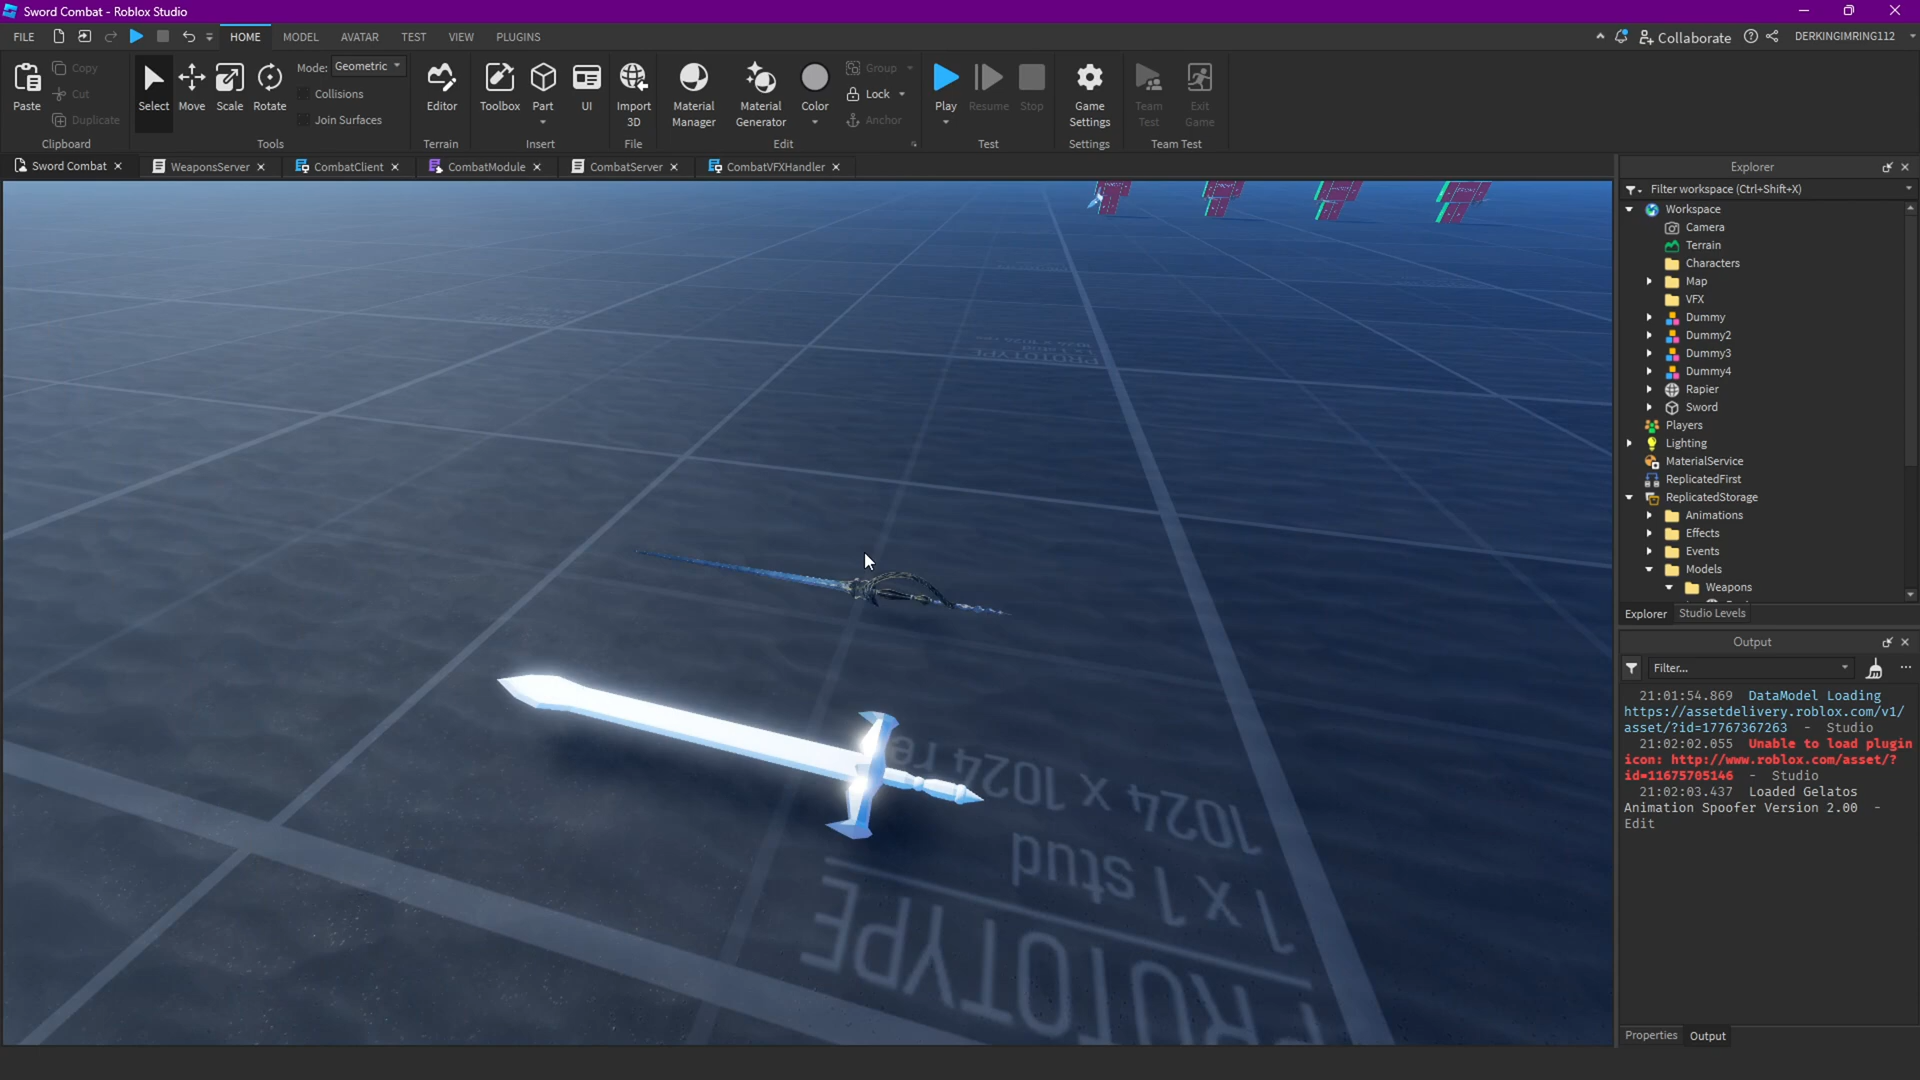 Sword Combat - Roblox Studio
FILE
HOME
MODEL
AVATAR
TEST
VIEW
PLUGINS
Collaborate
DERKINGIMRING112
Paste
Copy
Cut
Duplicate
Clipboard
Select
Move
Scale
Rotate
Mode: Geometric
Collisions
Join Surfaces
Tools
Editor
Terrain
Toolbox
Part
UI
Insert
Import
3D
File
Material
Manager
Material
Generator
Color
Group
Lock
Anchor
Edit
Play
Resume
Stop
Test
Game
Settings
Settings
Team
Test
Exit
Game
Team Test
Sword Combat
WeaponsServer
CombatClient
CombatModule
CombatServer
CombatVFXHandler
PROTOTYPE
1 x 1 stud
PROTOTYPE
1 x 1 stud
1024 x 1024 re
Explorer
Filter workspace (Ctrl+Shift+X)
Workspace
Camera
Terrain
Characters
Map
VFX
Dummy
Dummy2
Dummy3
Dummy4
Rapier
Sword
Players
Lighting
MaterialService
ReplicatedFirst
ReplicatedStorage
Animations
Effects
Events
Models
Weapons
Explorer
Studio Levels
Output
Filter...
21:01:54.869 DataModel Loading
https://assetdelivery.roblox.com/v1/
asset/?id=17767367263 - Studio
21:02:02.055 Unable to load plugin
icon: http://www.roblox.com/asset/?
id=11675705146 - Studio
21:02:03.437 Loaded Gelatos
Animation Spoofer Version 2.00 -
Edit
Properties
Output